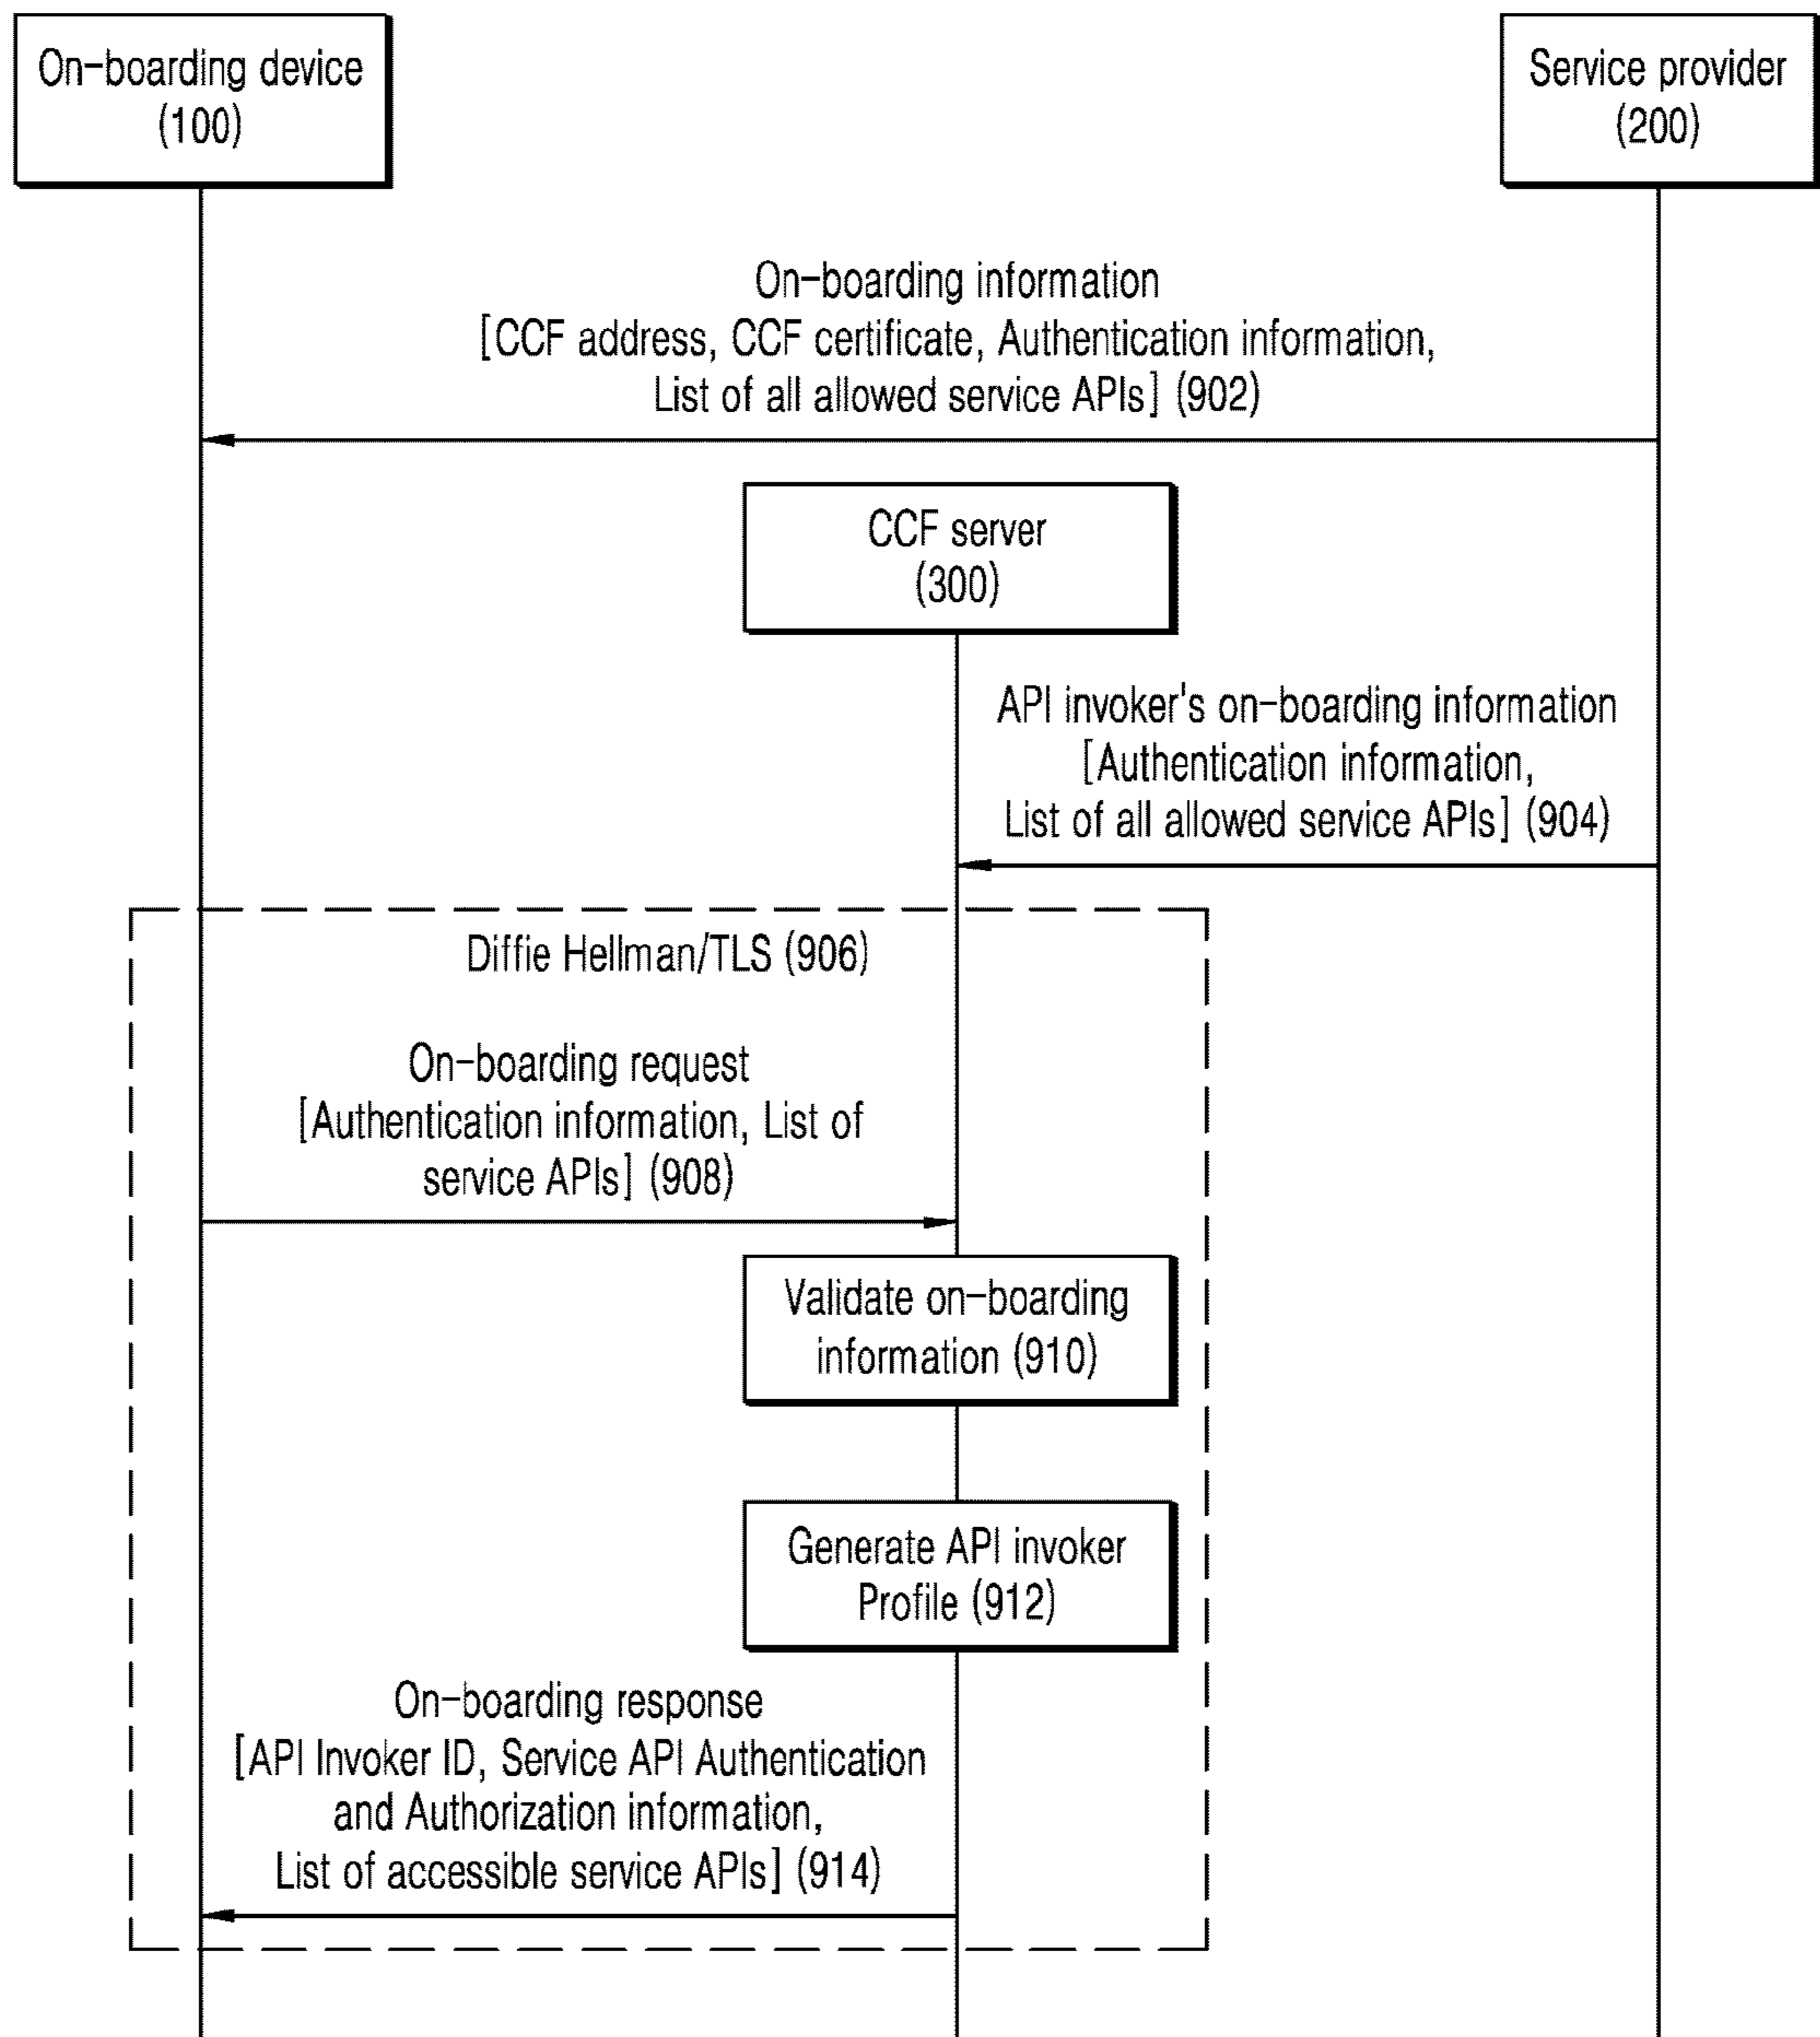 On-boarding device
(100)
Service provider
(200)
On-boarding information
[CCF address, CCF certificate, Authentication information,
List of all allowed service APIs] (902)
CCF server
(300)
API invoker's on-boarding information
[Authentication information,
List of all allowed service APIs] (904)
Diffie Hellman/TLS (906)
On-boarding request
[Authentication information, List of
service APIs] (908)
Validate on-boarding
information (910)
Generate API invoker
Profile (912)
On-boarding response
[API Invoker ID, Service API Authentication
and Authorization information,
List of accessible service APIs] (914)